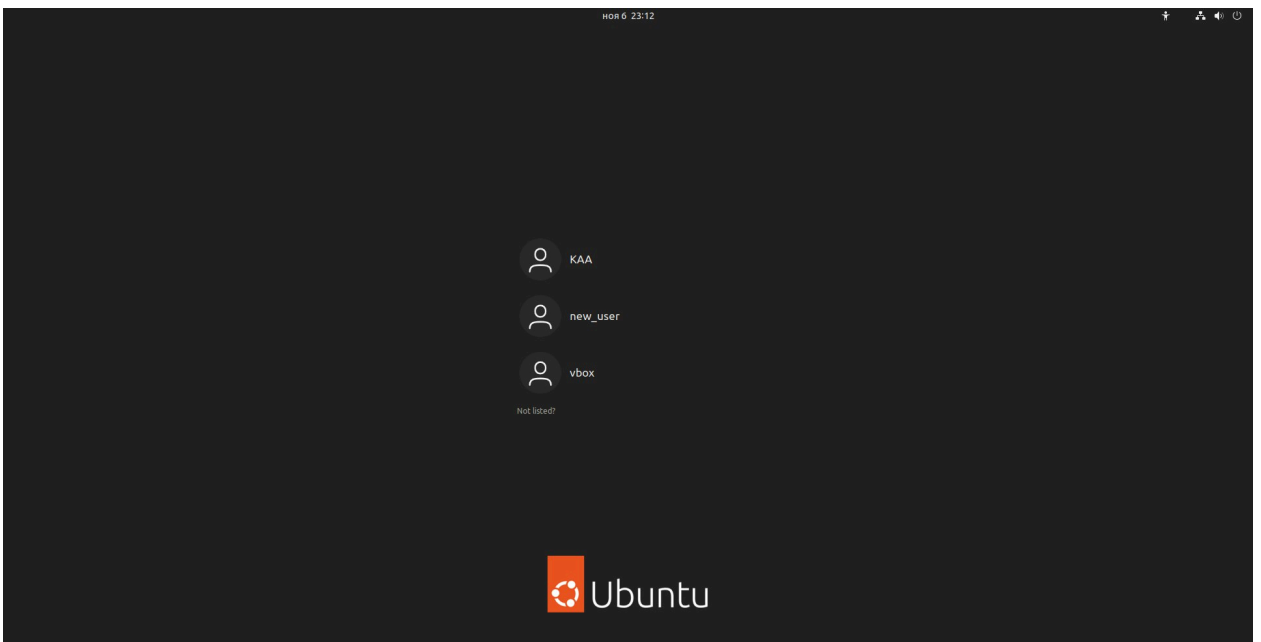 ноя 6 23:12
KAA
new_user
vbox
Not listed?
Ubuntu